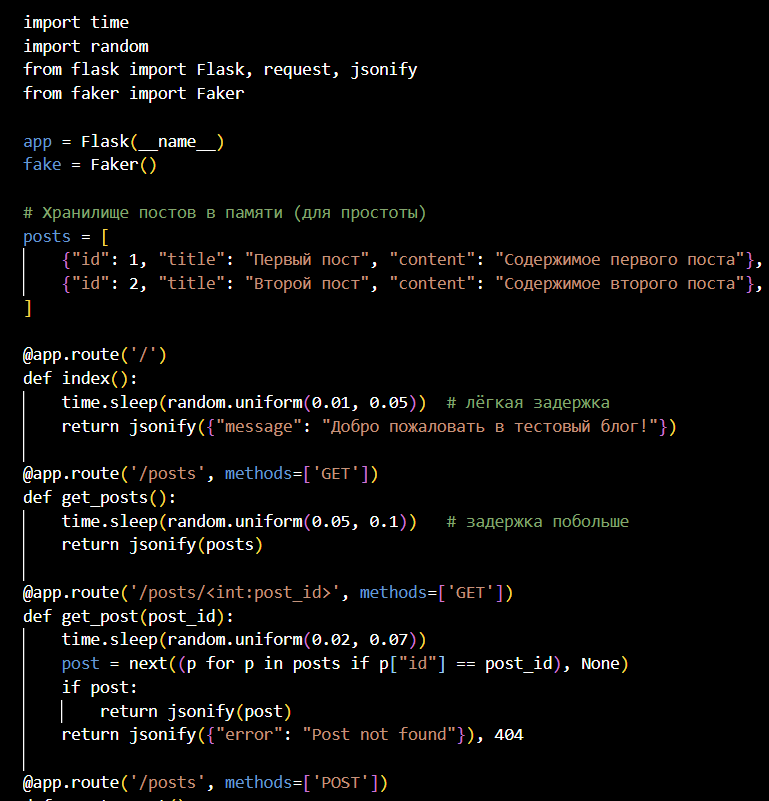 import time
import random
from flask import Flask, request, jsonify
from faker import Faker

app = Flask(__name__)
fake = Faker()

# Хранилище постов в памяти (для простоты)
posts = [
    {"id": 1, "title": "Первый пост", "content": "Содержимое первого поста"},
    {"id": 2, "title": "Второй пост", "content": "Содержимое второго поста"},
]

@app.route('/')
def index():
    time.sleep(random.uniform(0.01, 0.05))  # лёгкая задержка
    return jsonify({"message": "Добро пожаловать в тестовый блог!"})

@app.route('/posts', methods=['GET'])
def get_posts():
    time.sleep(random.uniform(0.05, 0.1))   # задержка побольше
    return jsonify(posts)

@app.route('/posts/<int:post_id>', methods=['GET'])
def get_post(post_id):
    time.sleep(random.uniform(0.02, 0.07))
    post = next((p for p in posts if p["id"] == post_id), None)
    if post:
        return jsonify(post)
    return jsonify({"error": "Post not found"}), 404

@app.route('/posts', methods=['POST'])